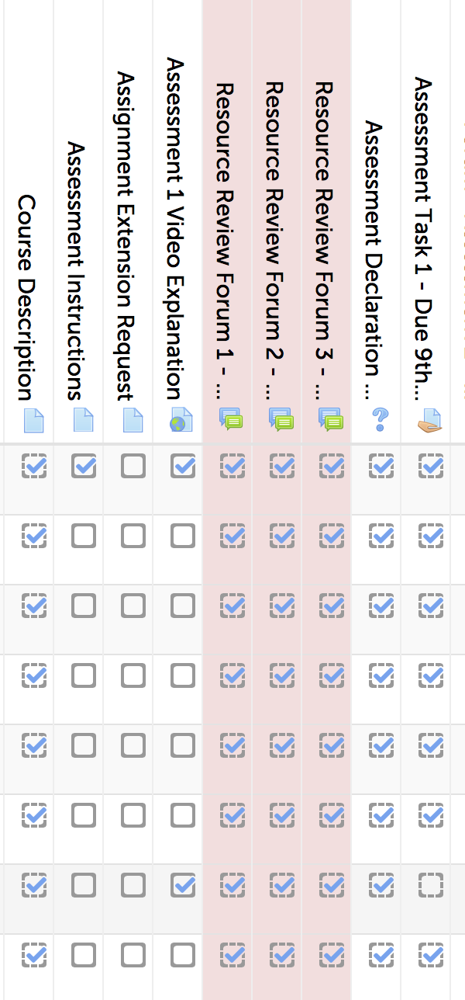 Course Description
Assessment Instructions
Assignment Extension Request
Assessment 1 Video Explanation
Resource Review Forum 1 - ...
Resource Review Forum 2 - ...
Resource Review Forum 3 - ...
Assessment Declaration ...
Assessment Task 1 - Due 9th...